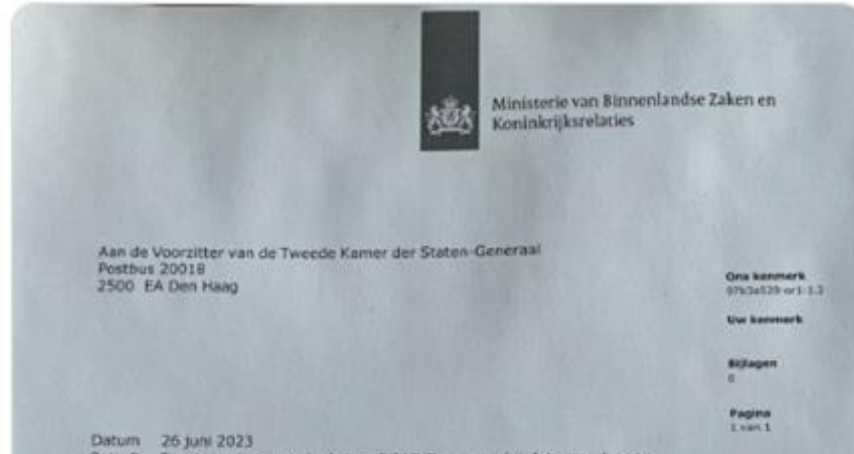 Ministerie van Binnenlandse Zaken en
Koninkrijksrelaties
Aan de Voorzitter van de Tweede Kamer der Staten-Generaal
Postbus 20018
2500 EA Den Haag
Ons kenmerk
Uw kenmerk
Bijlagen
0
Pagina
1 van 1
Datum 26 juni 2023